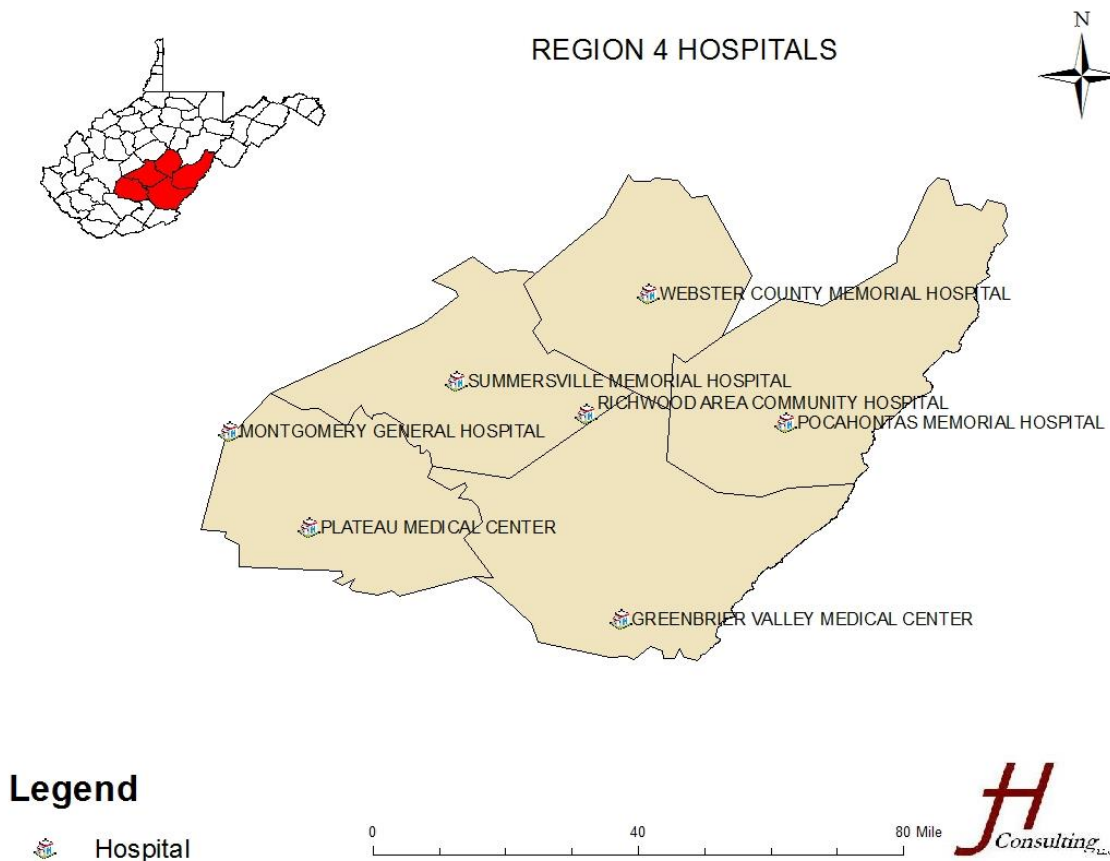 N
REGION 4 HOSPITALS
WEBSTER COUNTY MEMORIAL HOSPITAL
SUMMERSVILLE MEMORIAL HOSPITAL
RICHWOOD AREA COMMUNITY HOSPITAL
POCAHONTAS MEMORIAL HOSPITAL
MONTGOMERY GENERAL HOSPITAL
PLATEAU MEDICAL CENTER
GREENBRIER VALLEY MEDICAL CENTER
Legend
Hospital
0 40 80 Mile
JH
Consulting